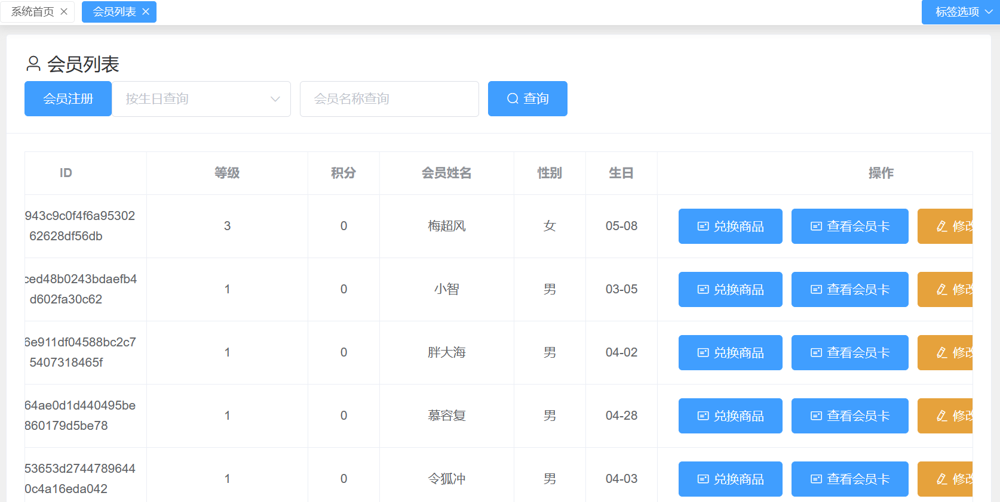 系统首页
会员列表
标签选项
会员列表
会员注册
按生日查询
会员名称查询
查询
ID 等级 积分 会员姓名 性别 生日 操作
943c9c0f4f6a95302
62628df56db
3 0 梅超风 女 05-08 兑换商品 查看会员卡 修改
ced48b0243bdaefb4
d602fa30c62
1 0 小智 男 03-05 兑换商品 查看会员卡 修改
6e911df04588bc2c7
5407318465f
1 0 胖大海 男 04-02 兑换商品 查看会员卡 修改
64ae0d1d440495be
860179d5be78
1 0 慕容复 男 04-28 兑换商品 查看会员卡 修改
53653d2744789644
0c4a16eda042
1 0 令狐冲 男 04-03 兑换商品 查看会员卡 修改